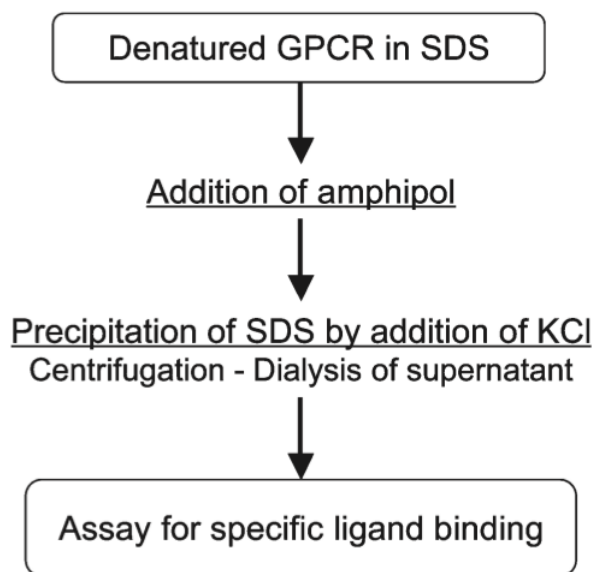 Denatured GPCR in SDS
Addition of amphipol
Precipitation of SDS by addition of KCl
Centrifugation - Dialysis of supernatant
Assay for specific ligand binding